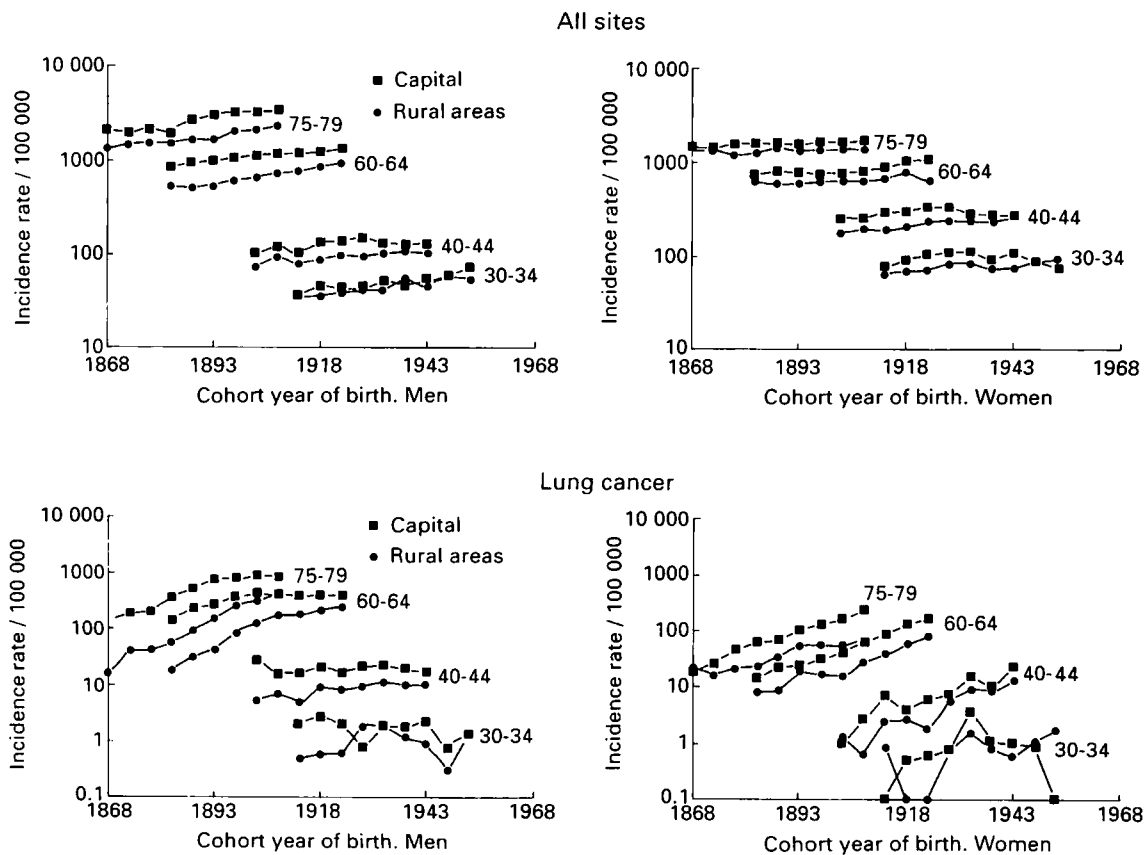 All sites
10 000
1000
100
10
Incidence rate / 100 000
Capital
Rural areas
75-79
60-64
40-44
30-34
1868 1893 1918 1943 1968
Cohort year of birth. Men
10 000
1000
100
10
Incidence rate / 100 000
75-79
60-64
40-44
30-34
1868 1893 1918 1943 1968
Cohort year of birth. Women
Lung cancer
10 000
1000
100
10
1
0.1
Incidence rate / 100 000
Capital
Rural areas
75-79
60-64
40-44
30-34
1868 1893 1918 1943 1968
Cohort year of birth. Men
10 000
1000
100
10
1
0.1
Incidence rate / 100 000
75-79
60-64
40-44
30-34
1868 1893 1918 1943 1968
Cohort year of birth. Women